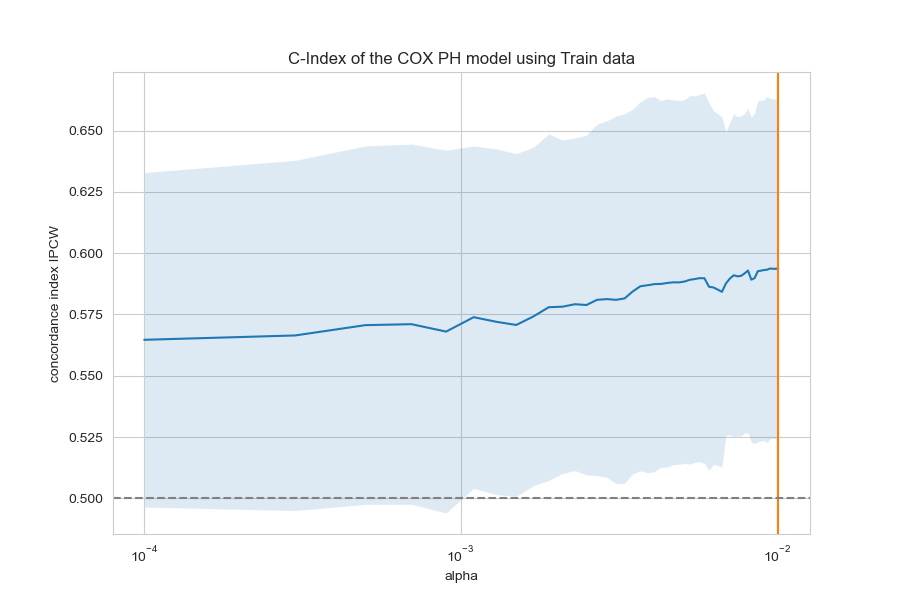 C-Index of the COX PH model using Train data
concordance index IPCW
0.650
0.625
0.600
0.575
0.550
0.525
0.500
10⁻⁴ 10⁻³ 10⁻²
alpha